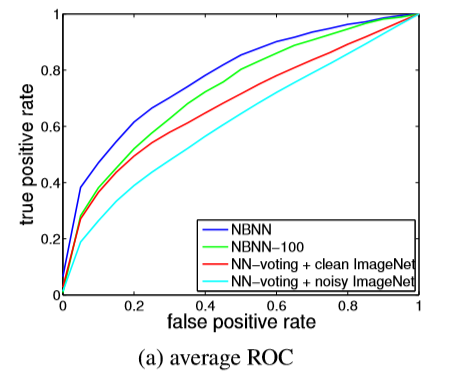 true positive rate
1
0.8
0.6
0.4
0.2
0
NBNN
NBNN-100
NN-voting + clean ImageNet
NN-voting + noisy ImageNet
0 0.2 0.4 0.6 0.8 1
false positive rate
(a) average ROC